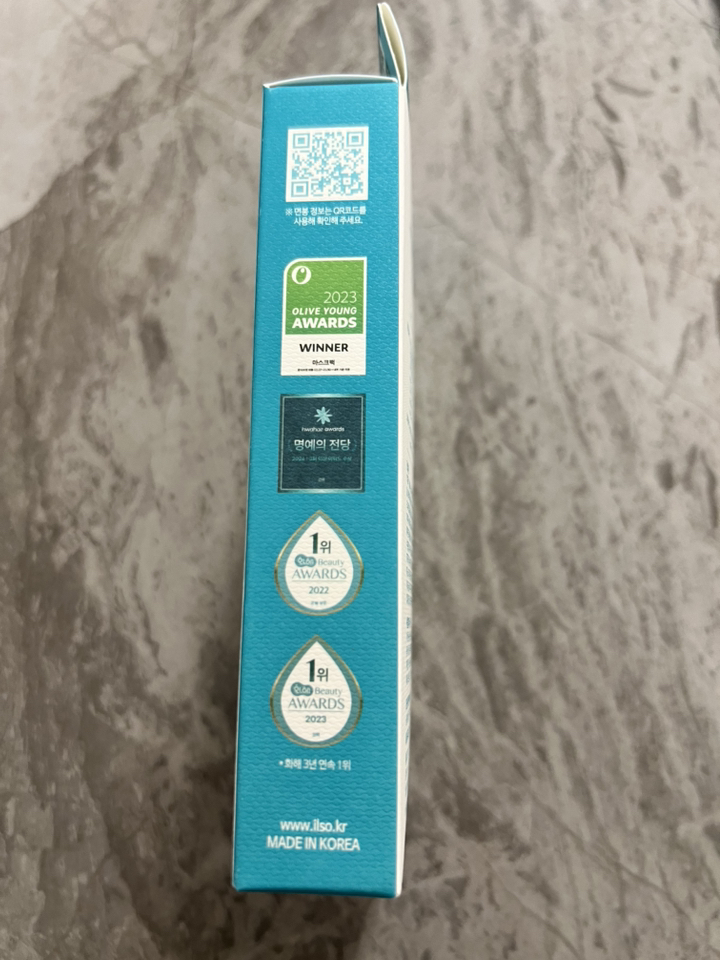 ※ 면봉 정보는 QR코드를
사용해 확인해 주세요.
2023
OLIVE YOUNG
AWARDS
WINNER
마스크팩
hwahae awards
명예의 전당
1위
Beauty
AWARDS
2022
1위
Beauty
AWARDS
2023
*화해 3년 연속 1위
www.ilso.kr
MADE IN KOREA